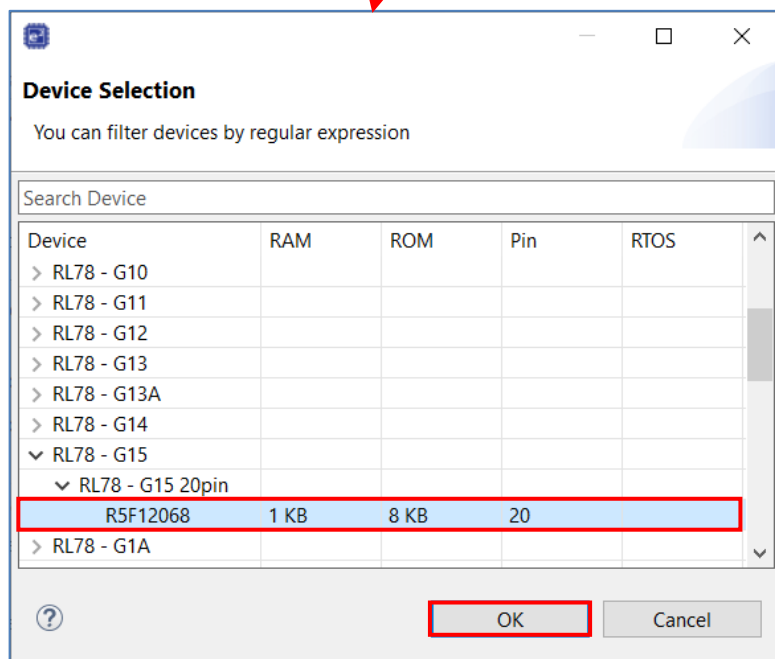 Device Selection
You can filter devices by regular expression
Search Device
Device RAM ROM Pin RTOS
RL78 - G10
RL78 - G11
RL78 - G12
RL78 - G13
RL78 - G13A
RL78 - G14
RL78 - G15
RL78 - G15 20pin
R5F12068 1 KB 8 KB 20
RL78 - G1A
OK Cancel